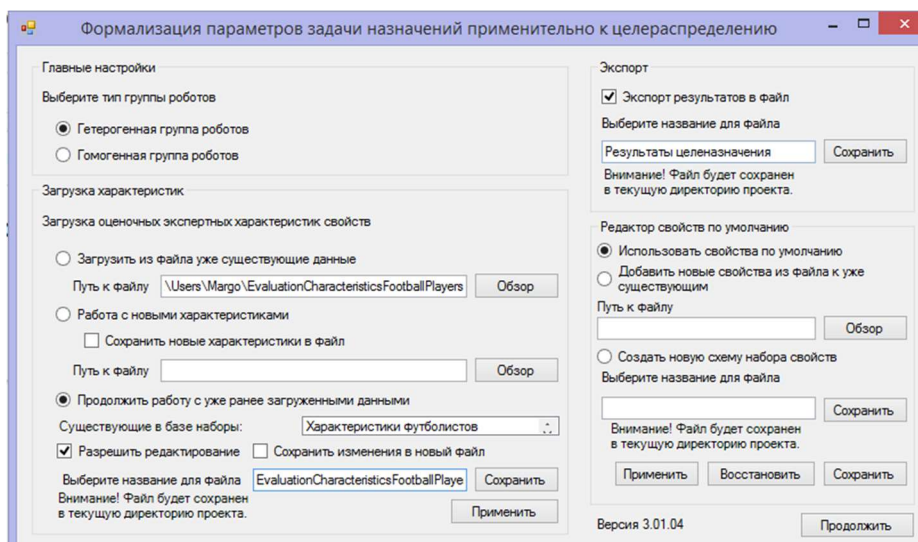 Формализация параметров задачи назначений применительно к целераспределению
Главные настройки
Выберите тип группы роботов
Гетерогенная группа роботов
Гомогенная группа роботов
Загрузка характеристик
Загрузка оценочных экспертных характеристик свойств
Загрузить из файла уже существующие данные
Путь к файлу \Users\Margo\EvaluationCharacteristicsFootballPlayers Обзор
Работа с новыми характеристиками
Сохранить новые характеристики в файл
Путь к файлу Обзор
Продолжить работу с уже ранее загруженными данными
Существующие в базе наборы: Характеристики футболистов
Разрешить редактирование Сохранить изменения в новый файл
Выберите название для файла EvaluationCharacteristicsFootballPlaye Сохранить
Внимание! Файл будет сохранен
в текущую директорию проекта.
Применить
Экспорт
Экспорт результатов в файл
Выберите название для файла
Результаты целеназначения Сохранить
Внимание! Файл будет сохранен
в текущую директорию проекта.
Редактор свойств по умолчанию
Использовать свойства по умолчанию
Добавить новые свойства из файла к уже
существующим
Путь к файлу
Обзор
Создать новую схему набора свойств
Выберите название для файла
Сохранить
Внимание! Файл будет сохранен
в текущую директорию проекта.
Применить Восстановить Сохранить
Версия 3.01.04 Продолжить